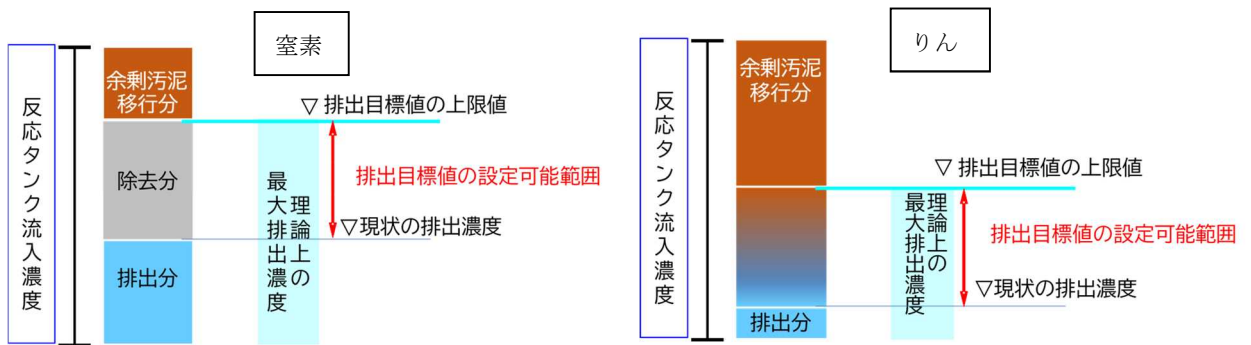 窒素
反応タンク流入濃度
余剰汚泥
移行分
除去分
排出分
▽ 排出目標値の上限値
排出目標値の設定可能範囲
▽現状の排出濃度
理論上の
最大排出濃度
りん
反応タンク流入濃度
余剰汚泥
移行分
排出分
▽ 排出目標値の上限値
排出目標値の設定可能範囲
▽現状の排出濃度
理論上の
最大排出濃度